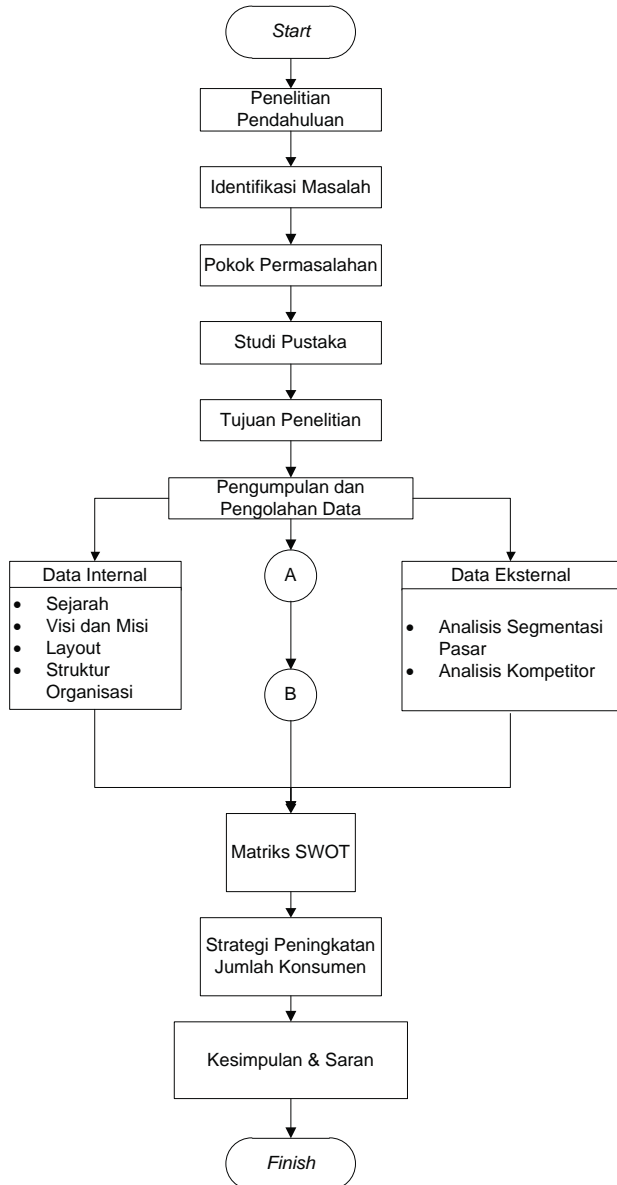 Start
Penelitian
Pendahuluan
Identifikasi Masalah
Pokok Permasalahan
Studi Pustaka
Tujuan Penelitian
Pengumpulan dan
Pengolahan Data
Data Internal
• Sejarah
• Visi dan Misi
• Layout
• Struktur
Organisasi
A
B
Data Eksternal
• Analisis Segmentasi
Pasar
• Analisis Kompetitor
Matriks SWOT
Strategi Peningkatan
Jumlah Konsumen
Kesimpulan & Saran
Finish